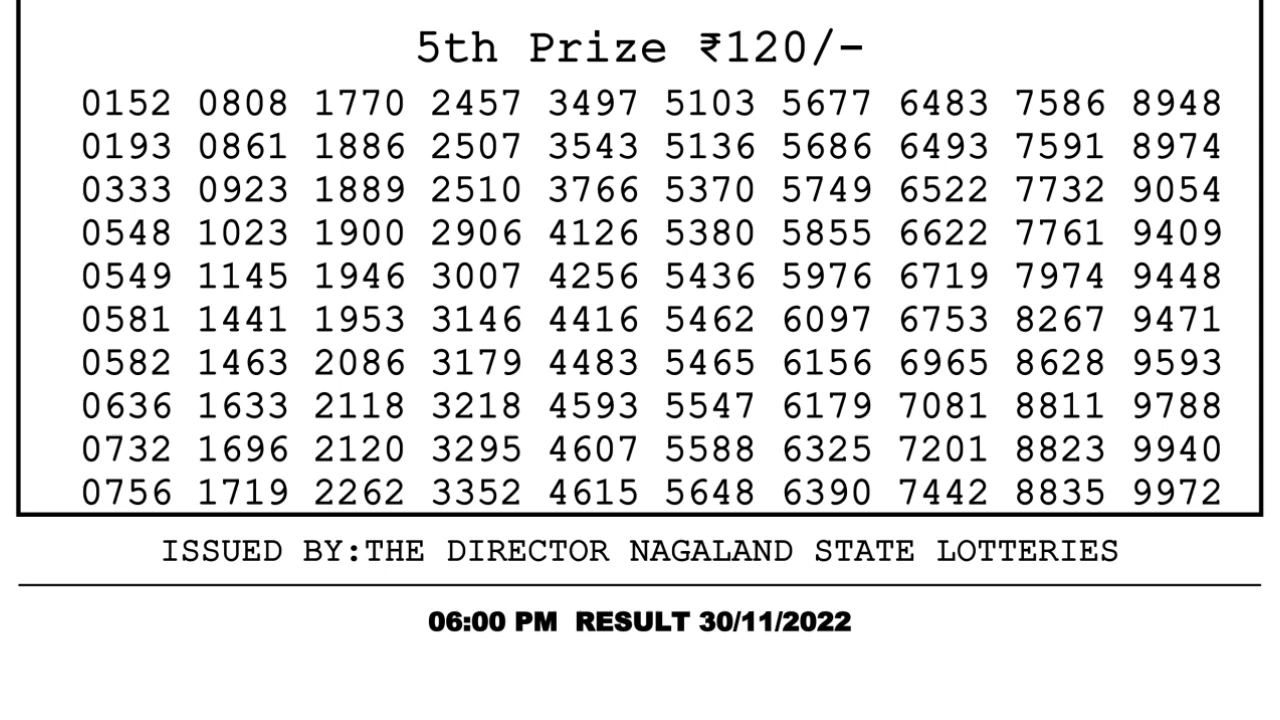 5th Prize ₹120/-
0152 0808 1770 2457 3497 5103 5677 6483 7586 8948
0193 0861 1886 2507 3543 5136 5686 6493 7591 8974
0333 0923 1889 2510 3766 5370 5749 6522 7732 9054
0548 1023 1900 2906 4126 5380 5855 6622 7761 9409
0549 1145 1946 3007 4256 5436 5976 6719 7974 9448
0581 1441 1953 3146 4416 5462 6097 6753 8267 9471
0582 1463 2086 3179 4483 5465 6156 6965 8628 9593
0636 1633 2118 3218 4593 5547 6179 7081 8811 9788
0732 1696 2120 3295 4607 5588 6325 7201 8823 9940
0756 1719 2262 3352 4615 5648 6390 7442 8835 9972
ISSUED BY:THE DIRECTOR NAGALAND STATE LOTTERIES
06:00 PM RESULT 30/11/2022